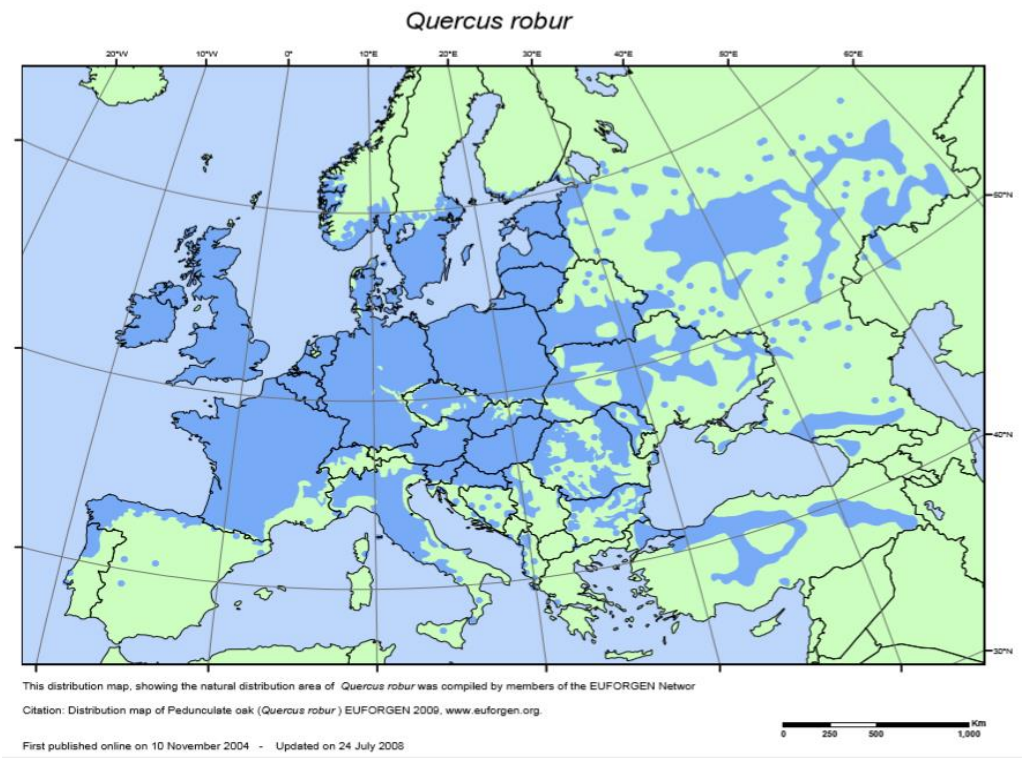 Quercus robur
20°W 10°W 0° 10°E 20°E 30°E 40°E 50°E 60°E
50°N
40°N
30°N
This distribution map, showing the natural distribution area of Quercus robur was compiled by members of the EUFORGEN Networ
Citation: Distribution map of Pedunculate oak (Quercus robur ) EUFORGEN 2009, www.euforgen.org.
Km
0 250 500 1,000
First published online on 10 November 2004 - Updated on 24 July 2008